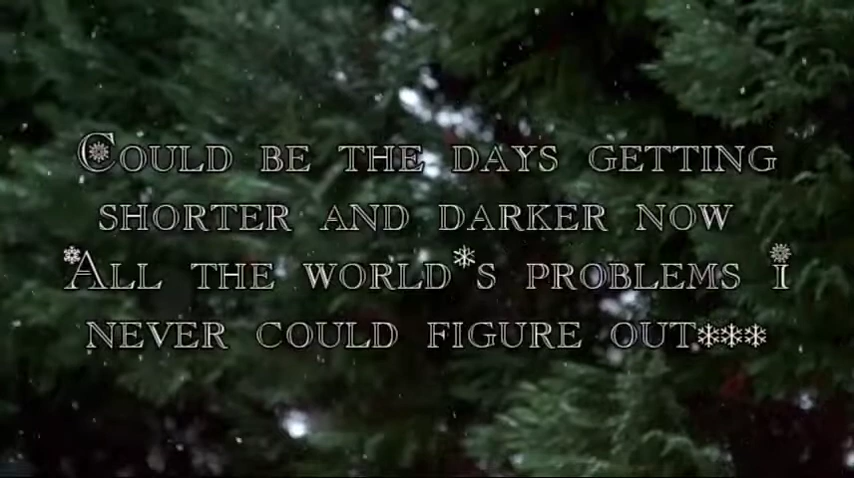 Could be the days getting
shorter and darker now
All the world's problems i
never could figure out...